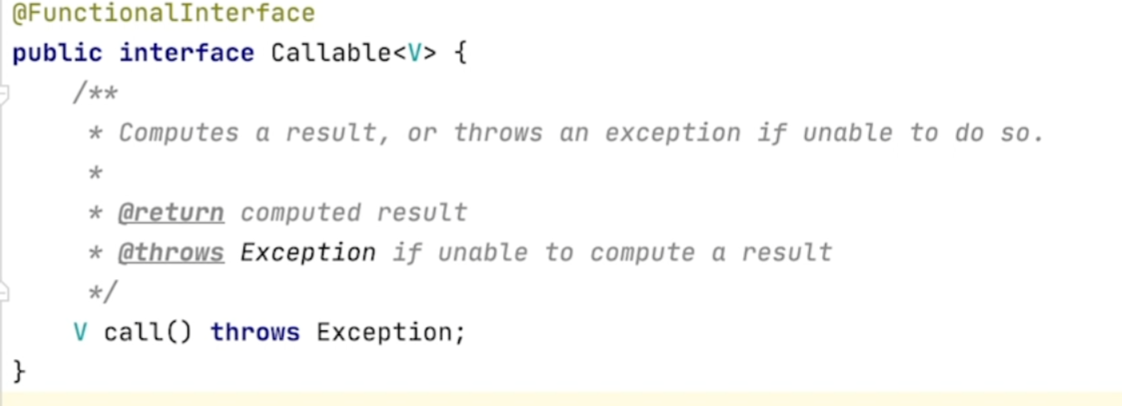 @FunctionalInterface
public interface Callable<V> {
    /**
     * Computes a result, or throws an exception if unable to do so.
     *
     * @return computed result
     * @throws Exception if unable to compute a result
     */
    V call() throws Exception;
}